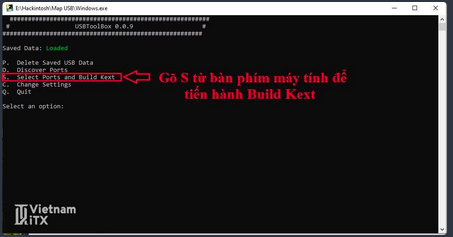 E:\Hackintosh\Map USB\Windows.exe
#######################################################
# USBToolBox 0.0.9 #
#######################################################
Saved Data: Loaded
P. Delete Saved USB Data
D. Discover Ports
S. Select Ports and Build Kext
C. Change Settings
Q. Quit
Select an option:
Gõ S từ bàn phím máy tính để
tiến hành Build Kext
Vietnam
iTX